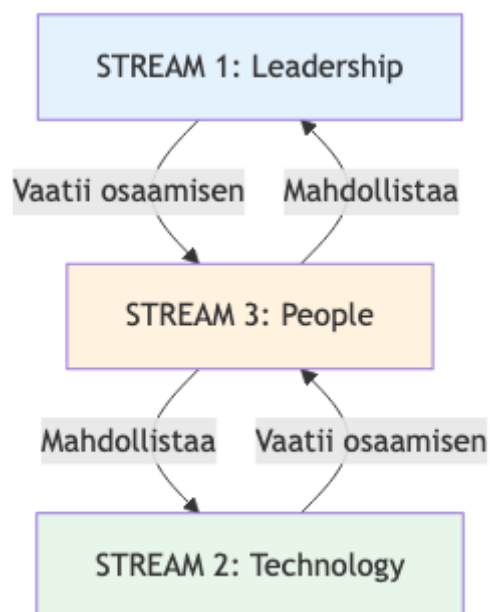 STREAM 1: Leadership
Vaatii osaamisen
Mahdollistaa
STREAM 3: People
Mahdollistaa
Vaatii osaamisen
STREAM 2: Technology